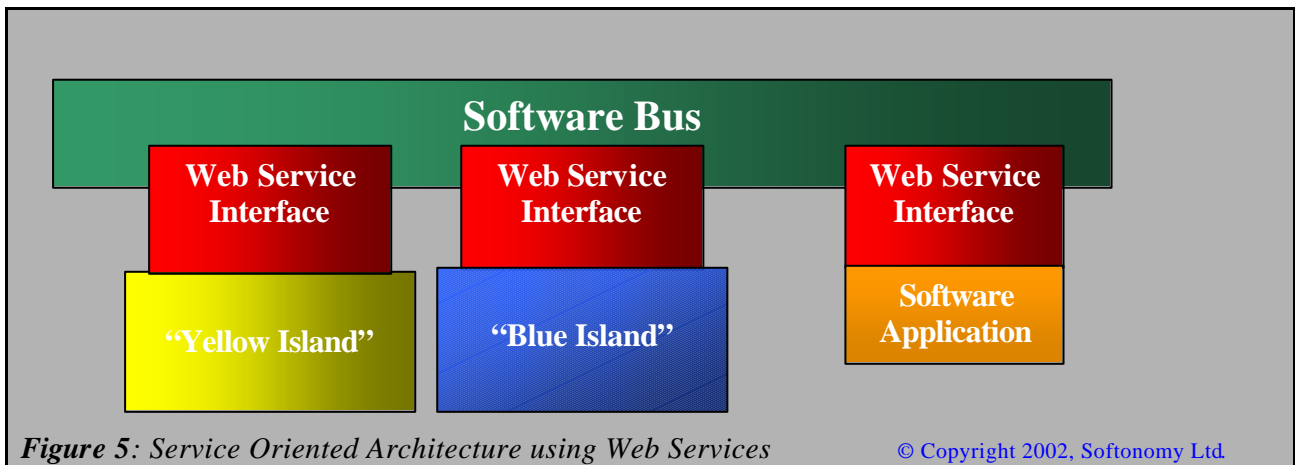 Software Bus
Web Service
Interface
Web Service
Interface
Web Service
Interface
“Yellow Island”
“Blue Island”
Software
Application
Figure 5: Service Oriented Architecture using Web Services
© Copyright 2002, Softonomy Ltd.